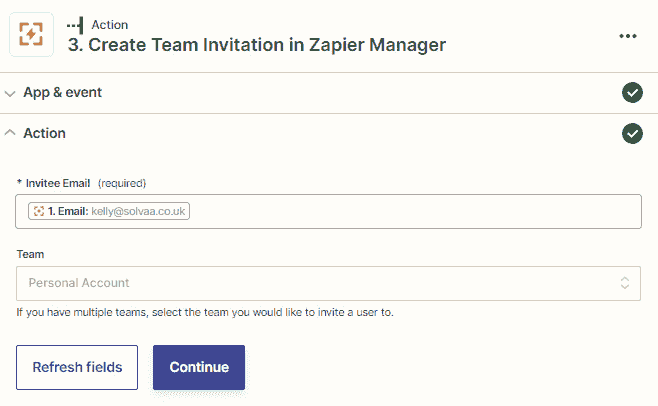 Action
3. Create Team Invitation in Zapier Manager
App & event
Action
* Invitee Email (required)
1. Email: kelly@solvaa.co.uk
Team
Personal Account
If you have multiple teams, select the team you would like to invite a user to.
Refresh fields Continue